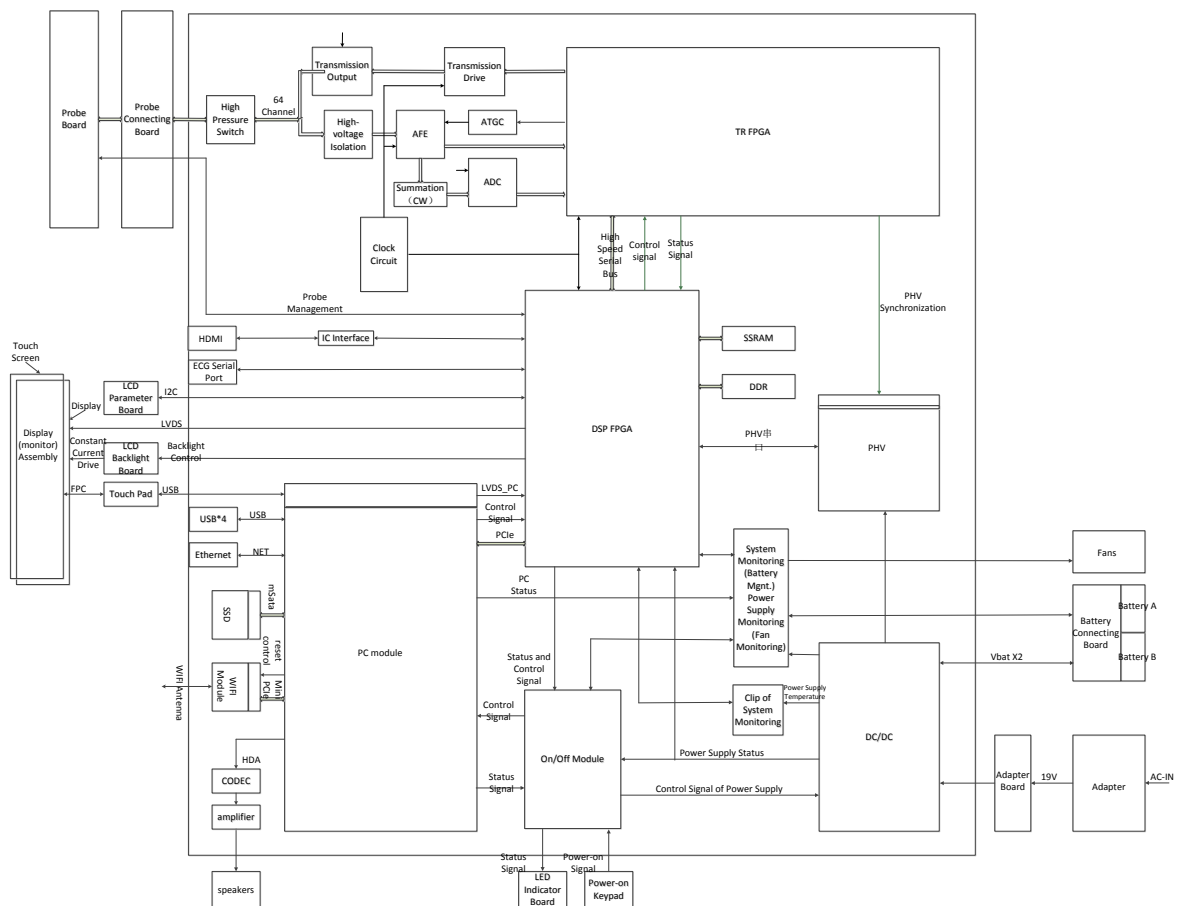 Probe
Board
Probe
Connecting
Board
High
Pressure
Switch
64
Channel
Transmission
Output
Transmission
Drive
High-
voltage
Isolation
AFE
ATGC
Summation
（CW）
ADC
TR FPGA
Clock
Circuit
High
Speed
Serial
Bus
Control
signal
Status
Signal
PHV
Synchronization
Probe
Management
HDMI
IC Interface
ECG Serial
Port
Touch
Screen
LCD
Parameter
Board
I2C
Display
LVDS
Display
(monitor)
Assembly
Constant
Current
Drive
LCD
Backlight
Board
Backlight
Control
FPC
Touch Pad
USB
DSP FPGA
SSRAM
DDR
PHV串
口
PHV
LVDS_PC
Control
Signal
PCIe
USB*4
USB
Ethernet
NET
SSD
mSata
reset
control
WIFI
Module
Mini
PCIe
WIFI Antenna
PC module
PC
Status
System
Monitoring
(Battery
Mgnt.)
Power
Supply
Monitoring
(Fan
Monitoring)
Fans
Battery
Connecting
Board
Battery A
Battery B
Vbat X2
Status and
Control
Signal
Control
Signal
Clip of
System
Monitoring
Power Supply
Temperature
DC/DC
On/Off Module
Power Supply Status
Status
Signal
Control Signal of Power Supply
Adapter
Board
19V
Adapter
AC-IN
HDA
CODEC
amplifier
speakers
Status
Signal
Power-on
Signal
LED
Indicator
Board
Power-on
Keypad